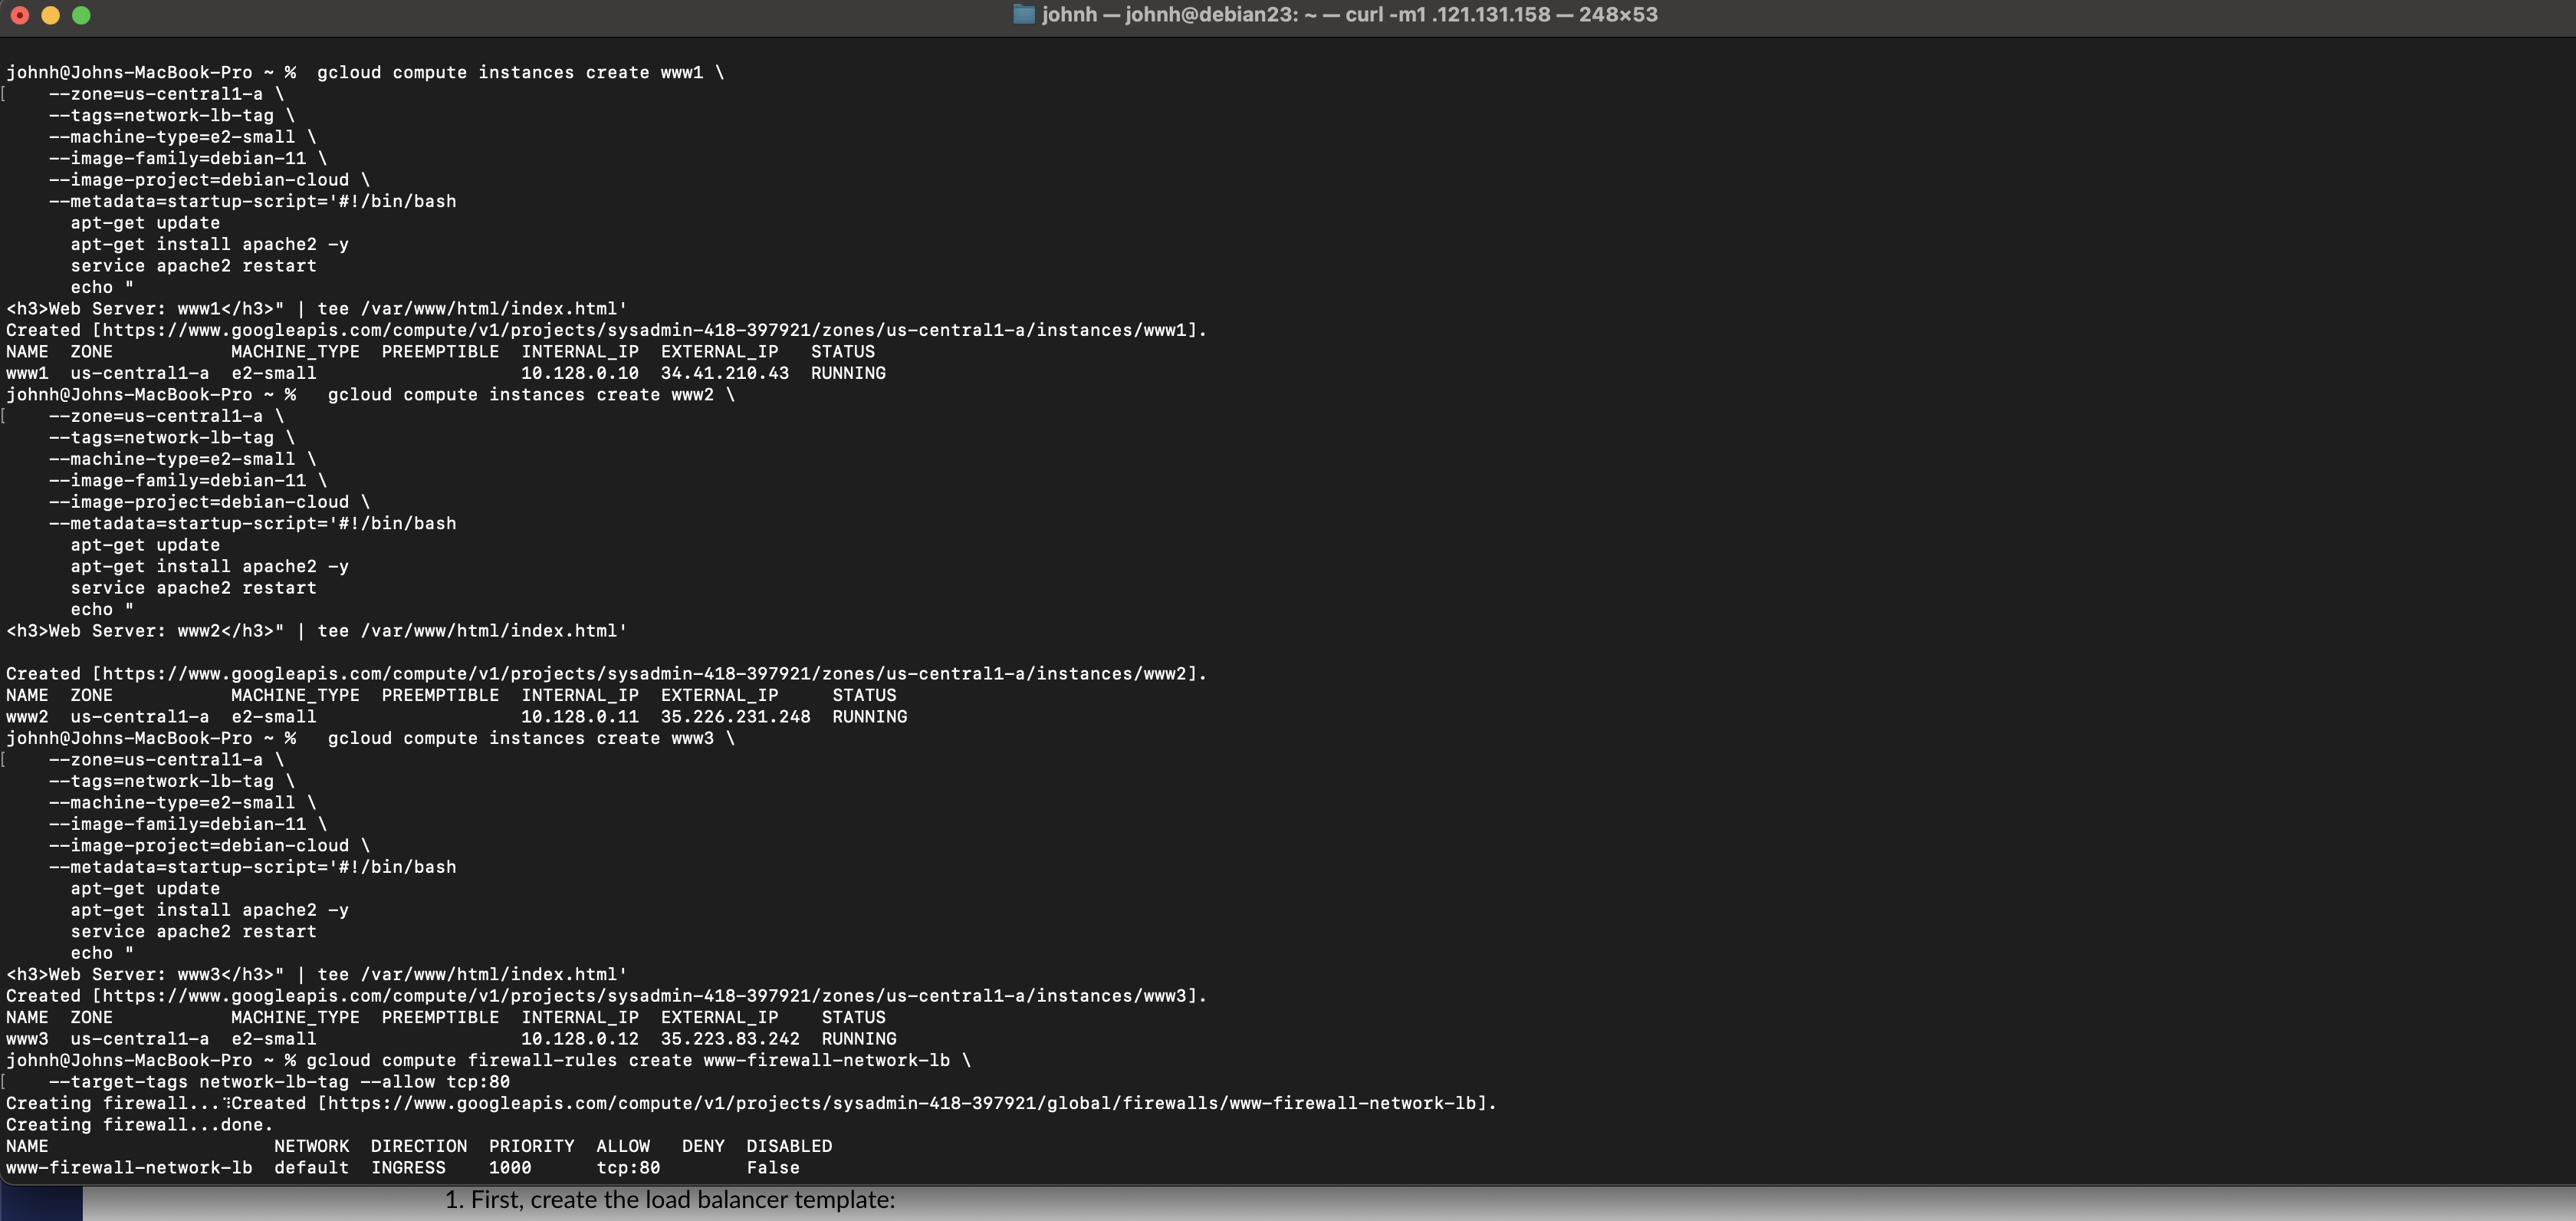 johnh — johnh@debian23: ~ — curl -m1 .121.131.158 — 248×53
johnh@Johns-MacBook-Pro ~ %  gcloud compute instances create www1 \
[    --zone=us-central1-a \
    --tags=network-lb-tag \
    --machine-type=e2-small \
    --image-family=debian-11 \
    --image-project=debian-cloud \
    --metadata=startup-script='#!/bin/bash
      apt-get update
      apt-get install apache2 -y
      service apache2 restart
      echo "
<h3>Web Server: www1</h3>" | tee /var/www/html/index.html'
Created [https://www.googleapis.com/compute/v1/projects/sysadmin-418-397921/zones/us-central1-a/instances/www1].
NAME  ZONE           MACHINE_TYPE  PREEMPTIBLE  INTERNAL_IP  EXTERNAL_IP   STATUS
www1  us-central1-a  e2-small                   10.128.0.10  34.41.210.43  RUNNING
johnh@Johns-MacBook-Pro ~ %   gcloud compute instances create www2 \
[    --zone=us-central1-a \
    --tags=network-lb-tag \
    --machine-type=e2-small \
    --image-family=debian-11 \
    --image-project=debian-cloud \
    --metadata=startup-script='#!/bin/bash
      apt-get update
      apt-get install apache2 -y
      service apache2 restart
      echo "
<h3>Web Server: www2</h3>" | tee /var/www/html/index.html'
Created [https://www.googleapis.com/compute/v1/projects/sysadmin-418-397921/zones/us-central1-a/instances/www2].
NAME  ZONE           MACHINE_TYPE  PREEMPTIBLE  INTERNAL_IP  EXTERNAL_IP     STATUS
www2  us-central1-a  e2-small                   10.128.0.11  35.226.231.248  RUNNING
johnh@Johns-MacBook-Pro ~ %   gcloud compute instances create www3 \
[    --zone=us-central1-a \
    --tags=network-lb-tag \
    --machine-type=e2-small \
    --image-family=debian-11 \
    --image-project=debian-cloud \
    --metadata=startup-script='#!/bin/bash
      apt-get update
      apt-get install apache2 -y
      service apache2 restart
      echo "
<h3>Web Server: www3</h3>" | tee /var/www/html/index.html'
Created [https://www.googleapis.com/compute/v1/projects/sysadmin-418-397921/zones/us-central1-a/instances/www3].
NAME  ZONE           MACHINE_TYPE  PREEMPTIBLE  INTERNAL_IP  EXTERNAL_IP    STATUS
www3  us-central1-a  e2-small                   10.128.0.12  35.223.83.242  RUNNING
johnh@Johns-MacBook-Pro ~ % gcloud compute firewall-rules create www-firewall-network-lb \
[    --target-tags network-lb-tag --allow tcp:80
Creating firewall...⠹Created [https://www.googleapis.com/compute/v1/projects/sysadmin-418-397921/global/firewalls/www-firewall-network-lb].
Creating firewall...done.
NAME                     NETWORK  DIRECTION  PRIORITY  ALLOW   DENY  DISABLED
www-firewall-network-lb  default  INGRESS    1000      tcp:80        False
1. First, create the load balancer template: